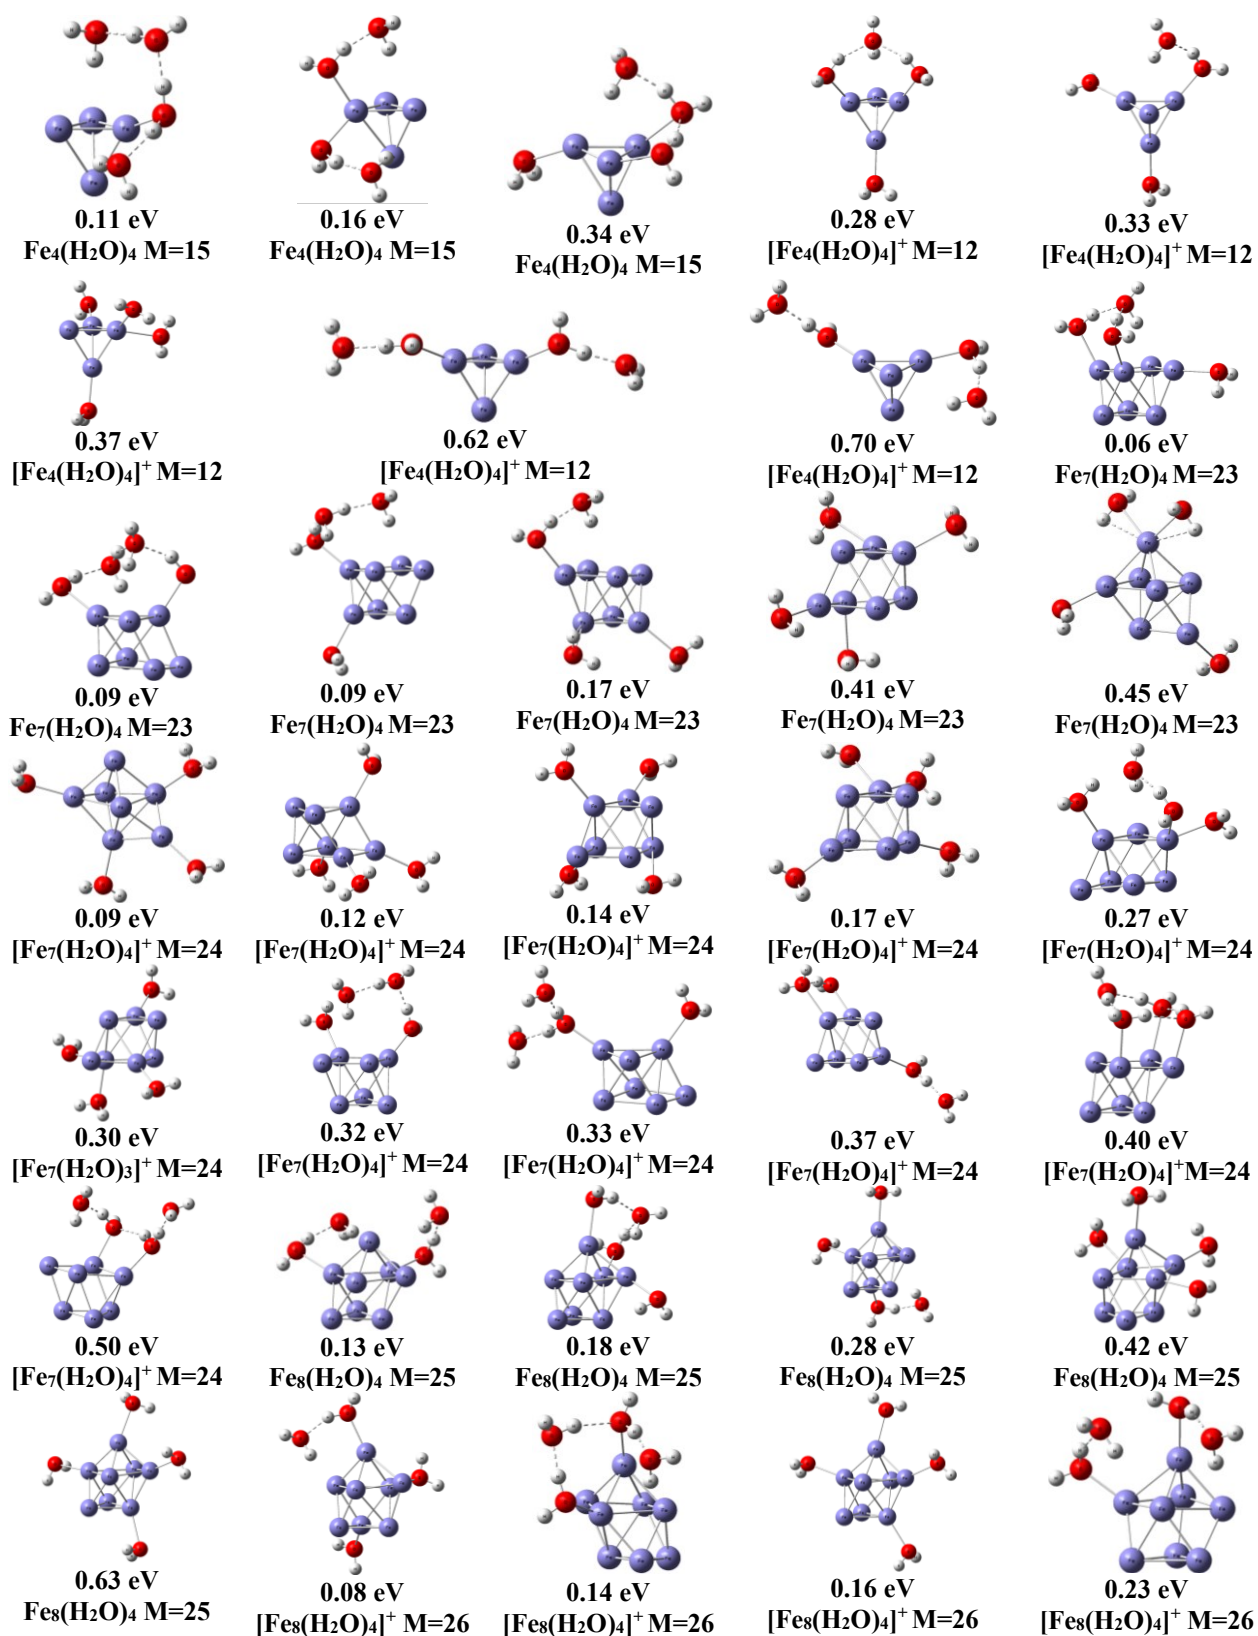 0.11 eV
Fe₄(H₂O)₄ M=15
0.16 eV
Fe₄(H₂O)₄ M=15
0.34 eV
Fe₄(H₂O)₄ M=15
0.28 eV
[Fe₄(H₂O)₄]⁺ M=12
0.33 eV
[Fe₄(H₂O)₄]⁺ M=12
0.37 eV
[Fe₄(H₂O)₄]⁺ M=12
0.62 eV
[Fe₄(H₂O)₄]⁺ M=12
0.70 eV
[Fe₄(H₂O)₄]⁺ M=12
0.06 eV
Fe₇(H₂O)₄ M=23
0.09 eV
Fe₇(H₂O)₄ M=23
0.09 eV
Fe₇(H₂O)₄ M=23
0.17 eV
Fe₇(H₂O)₄ M=23
0.41 eV
Fe₇(H₂O)₄ M=23
0.45 eV
Fe₇(H₂O)₄ M=23
0.09 eV
[Fe₇(H₂O)₄]⁺ M=24
0.12 eV
[Fe₇(H₂O)₄]⁺ M=24
0.14 eV
[Fe₇(H₂O)₄]⁺ M=24
0.17 eV
[Fe₇(H₂O)₄]⁺ M=24
0.27 eV
[Fe₇(H₂O)₄]⁺ M=24
0.30 eV
[Fe₇(H₂O)₃]⁺ M=24
0.32 eV
[Fe₇(H₂O)₄]⁺ M=24
0.33 eV
[Fe₇(H₂O)₄]⁺ M=24
0.37 eV
[Fe₇(H₂O)₄]⁺ M=24
0.40 eV
[Fe₇(H₂O)₄]⁺M=24
0.50 eV
[Fe₇(H₂O)₄]⁺ M=24
0.13 eV
Fe₈(H₂O)₄ M=25
0.18 eV
Fe₈(H₂O)₄ M=25
0.28 eV
Fe₈(H₂O)₄ M=25
0.42 eV
Fe₈(H₂O)₄ M=25
0.63 eV
Fe₈(H₂O)₄ M=25
0.08 eV
[Fe₈(H₂O)₄]⁺ M=26
0.14 eV
[Fe₈(H₂O)₄]⁺ M=26
0.16 eV
[Fe₈(H₂O)₄]⁺ M=26
0.23 eV
[Fe₈(H₂O)₄]⁺ M=26